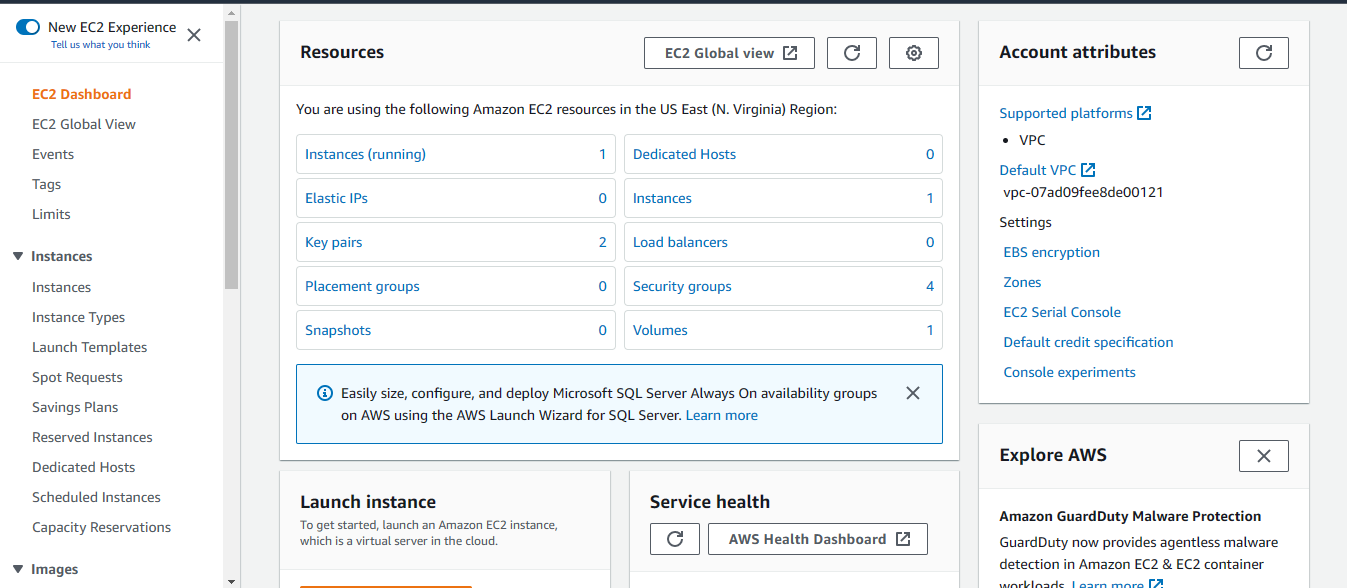 New EC2 Experience
Tell us what you think
EC2 Dashboard
EC2 Global View
Events
Tags
Limits
Instances
Instances
Instance Types
Launch Templates
Spot Requests
Savings Plans
Reserved Instances
Dedicated Hosts
Scheduled Instances
Capacity Reservations
Images
Resources
EC2 Global view
You are using the following Amazon EC2 resources in the US East (N. Virginia) Region:
Instances (running) 1
Dedicated Hosts 0
Elastic IPs 0
Instances 1
Key pairs 2
Load balancers 0
Placement groups 0
Security groups 4
Snapshots 0
Volumes 1
Easily size, configure, and deploy Microsoft SQL Server Always On availability groups
on AWS using the AWS Launch Wizard for SQL Server. Learn more
Launch instance
To get started, launch an Amazon EC2 instance,
which is a virtual server in the cloud.
Service health
AWS Health Dashboard
Account attributes
Supported platforms
• VPC
Default VPC
vpc-07ad09fee8de00121
Settings
EBS encryption
Zones
EC2 Serial Console
Default credit specification
Console experiments
Explore AWS
Amazon GuardDuty Malware Protection
GuardDuty now provides agentless malware
detection in Amazon EC2 & EC2 container
workloads. Learn more